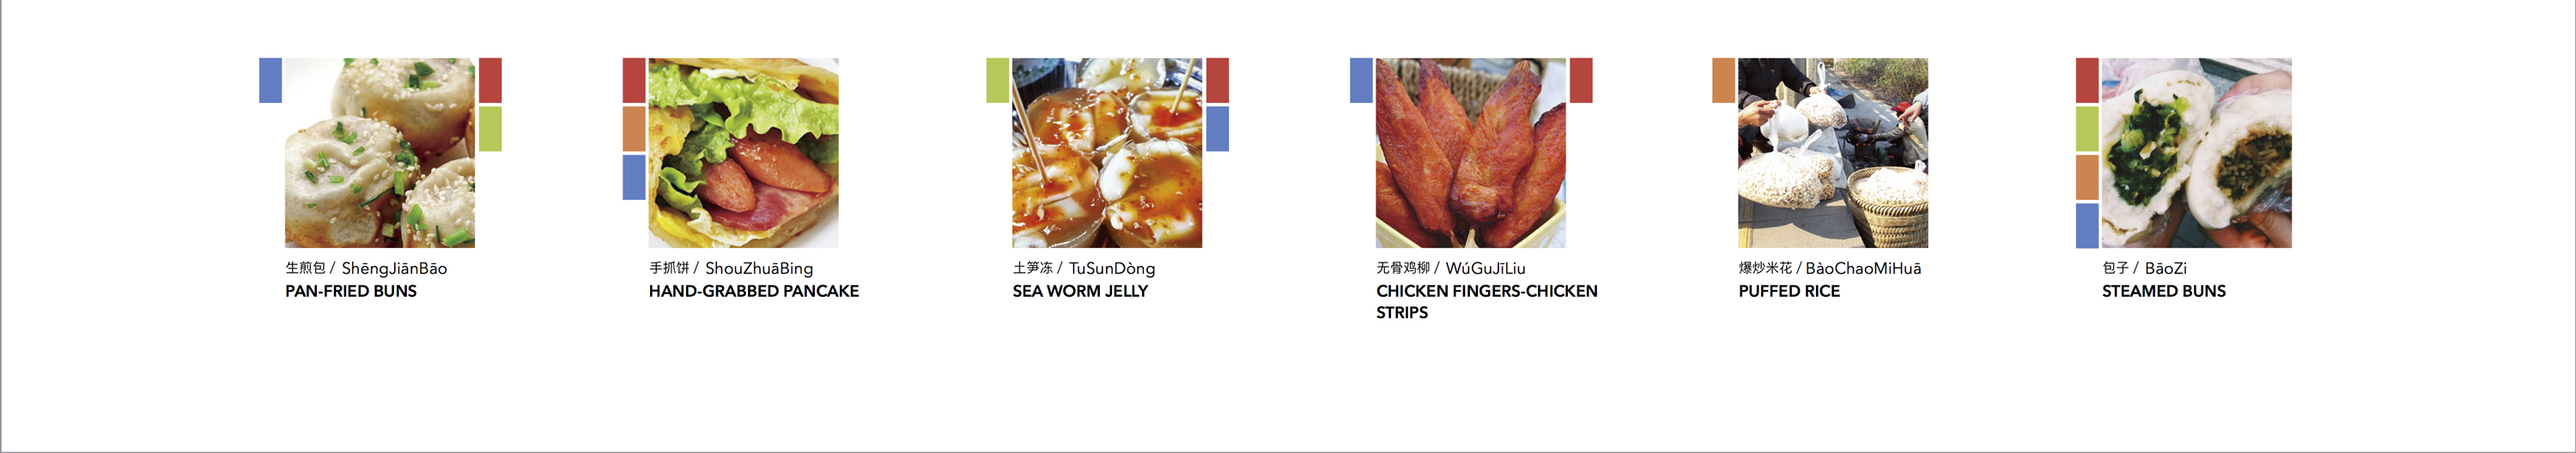 生煎包 / ShēngJiānBāo
PAN-FRIED BUNS
手抓饼 / ShouZhuāBing
HAND-GRABBED PANCAKE
土笋冻 / TuSunDòng
SEA WORM JELLY
无骨鸡柳 / WúGuJīLiu
CHICKEN FINGERS-CHICKEN
STRIPS
爆炒米花 / BàoChaoMiHuā
PUFFED RICE
包子 / BāoZi
STEAMED BUNS